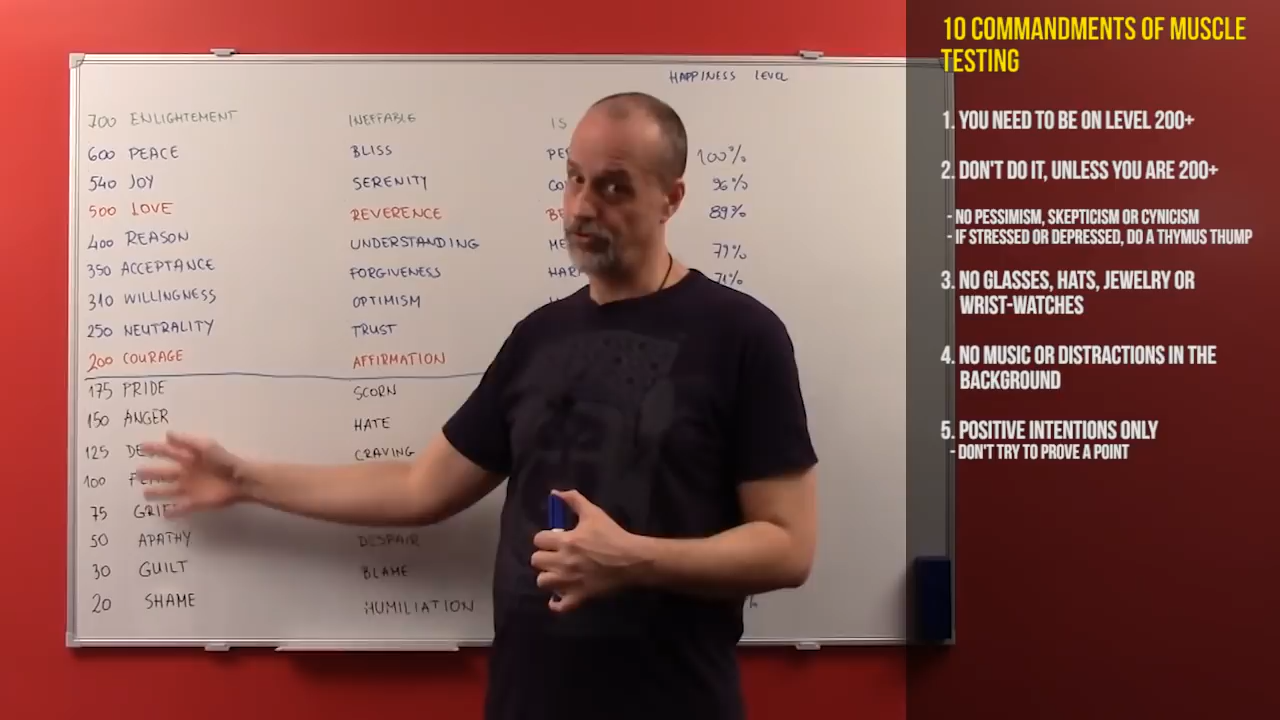 HAPPINESS LEVEL
700 ENLIGHTEMENT INEFFABLE IS
600 PEACE BLISS 100%
540 JOY SERENITY 96%
500 LOVE REVERENCE 89%
400 REASON UNDERSTANDING
350 ACCEPTANCE FORGIVENESS
310 WILLINGNESS OPTIMISM
250 NEUTRALITY TRUST
200 COURAGE AFFIRMATION
175 PRIDE SCORN
150 ANGER HATE
125 CRAVING
100
75
50 APATHY DESPAIR
30 GUILT BLAME
20 SHAME HUMILIATION
10 COMMANDMENTS OF MUSCLE
TESTING
1. YOU NEED TO BE ON LEVEL 200+
2. DON'T DO IT, UNLESS YOU ARE 200+
- NO PESSIMISM, SKEPTICISM OR CYNICISM
- IF STRESSED OR DEPRESSED, DO A THYMUS THUMP
3. NO GLASSES, HATS, JEWELRY OR
WRIST-WATCHES
4. NO MUSIC OR DISTRACTIONS IN THE
BACKGROUND
5. POSITIVE INTENTIONS ONLY
- DON'T TRY TO PROVE A POINT